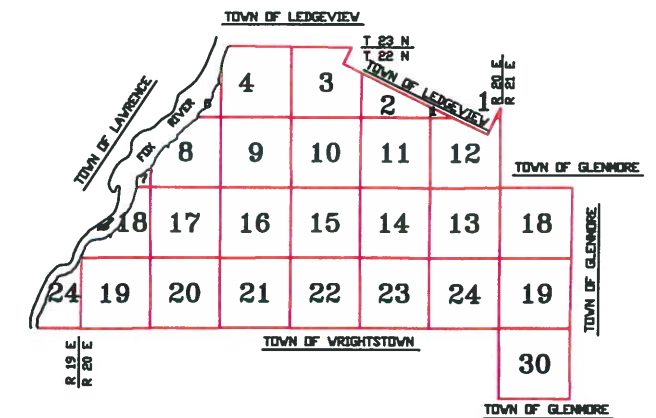 TOWN OF LEDGEVIEW
T 23 N
T 22 N
TOWN OF LEDGEVIEW
R 20 E
R 21 E
TOWN OF LAWRENCE
FOX RIVER
4 3 2 1 1
8 9 10 11 12
TOWN OF GLENMORE
7
18 17 16 15 14 13 18
TOWN OF GLENMORE
24 19 20 21 22 23 24 19
R 19 E
R 20 E
TOWN OF WRIGHTSTOWN
30
TOWN OF GLENMORE